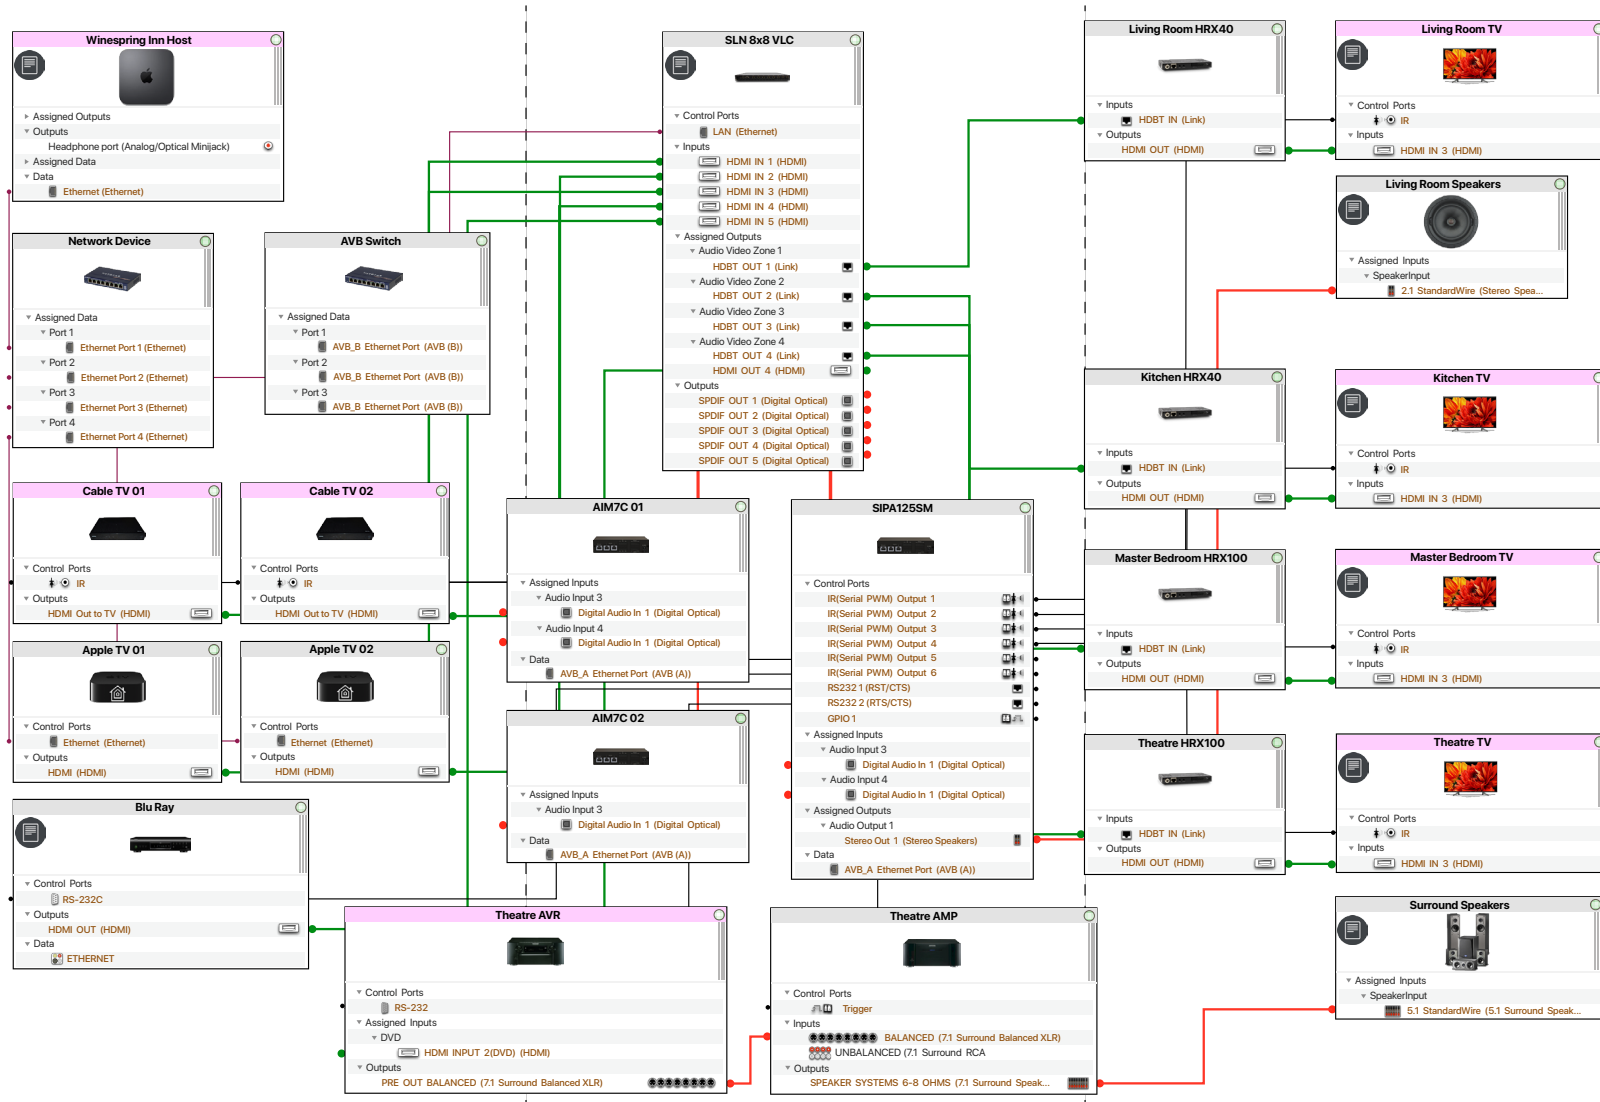 Winespring Inn Host
Assigned Outputs
Outputs
Headphone port (Analog/Optical Minijack)
Assigned Data
Data
Ethernet (Ethernet)
Network Device
Assigned Data
Port 1
Ethernet Port 1 (Ethernet)
Port 2
Ethernet Port 2 (Ethernet)
Port 3
Ethernet Port 3 (Ethernet)
Port 4
Ethernet Port 4 (Ethernet)
AVB Switch
Assigned Data
Port 1
AVB_B Ethernet Port (AVB (B))
Port 2
AVB_B Ethernet Port (AVB (B))
Port 3
AVB_B Ethernet Port (AVB (B))
Cable TV 01
Control Ports
IR
Outputs
HDMI Out to TV (HDMI)
Cable TV 02
Control Ports
IR
Outputs
HDMI Out to TV (HDMI)
Apple TV 01
Control Ports
Ethernet (Ethernet)
Outputs
HDMI (HDMI)
Apple TV 02
Control Ports
Ethernet (Ethernet)
Outputs
HDMI (HDMI)
Blu Ray
Control Ports
RS-232C
Outputs
HDMI OUT (HDMI)
Data
ETHERNET
SLN 8x8 VLC
Control Ports
LAN (Ethernet)
Inputs
HDMI IN 1 (HDMI)
HDMI IN 2 (HDMI)
HDMI IN 3 (HDMI)
HDMI IN 4 (HDMI)
HDMI IN 5 (HDMI)
Assigned Outputs
Audio Video Zone 1
HDBT OUT 1 (Link)
Audio Video Zone 2
HDBT OUT 2 (Link)
Audio Video Zone 3
HDBT OUT 3 (Link)
Audio Video Zone 4
HDBT OUT 4 (Link)
HDMI OUT 4 (HDMI)
Outputs
SPDIF OUT 1 (Digital Optical)
SPDIF OUT 2 (Digital Optical)
SPDIF OUT 3 (Digital Optical)
SPDIF OUT 4 (Digital Optical)
SPDIF OUT 5 (Digital Optical)
AIM7C 01
Assigned Inputs
Audio Input 3
Digital Audio In 1 (Digital Optical)
Audio Input 4
Digital Audio In 1 (Digital Optical)
Data
AVB_A Ethernet Port (AVB (A))
AIM7C 02
Assigned Inputs
Audio Input 3
Digital Audio In 1 (Digital Optical)
Data
AVB_A Ethernet Port (AVB (A))
SIPA125SM
Control Ports
IR(Serial PWM) Output 1
IR(Serial PWM) Output 2
IR(Serial PWM) Output 3
IR(Serial PWM) Output 4
IR(Serial PWM) Output 5
IR(Serial PWM) Output 6
RS232 1 (RST/CTS)
RS232 2 (RTS/CTS)
GPIO 1
Assigned Inputs
Audio Input 3
Digital Audio In 1 (Digital Optical)
Audio Input 4
Digital Audio In 1 (Digital Optical)
Assigned Outputs
Audio Output 1
Stereo Out 1 (Stereo Speakers)
Data
AVB_A Ethernet Port (AVB (A))
Theatre AVR
Control Ports
RS-232
Assigned Inputs
DVD
HDMI INPUT 2(DVD) (HDMI)
Outputs
PRE OUT BALANCED (7.1 Surround Balanced XLR)
Theatre AMP
Control Ports
Trigger
Inputs
BALANCED (7.1 Surround Balanced XLR)
UNBALANCED (7.1 Surround RCA
Outputs
SPEAKER SYSTEMS 6-8 OHMS (7.1 Surround Speak...
Living Room HRX40
Inputs
HDBT IN (Link)
Outputs
HDMI OUT (HDMI)
Living Room TV
Control Ports
IR
Inputs
HDMI IN 3 (HDMI)
Living Room Speakers
Assigned Inputs
SpeakerInput
2.1 StandardWire (Stereo Spea...
Kitchen HRX40
Inputs
HDBT IN (Link)
Outputs
HDMI OUT (HDMI)
Kitchen TV
Control Ports
IR
Inputs
HDMI IN 3 (HDMI)
Master Bedroom HRX100
Inputs
HDBT IN (Link)
Outputs
HDMI OUT (HDMI)
Master Bedroom TV
Control Ports
IR
Inputs
HDMI IN 3 (HDMI)
Theatre HRX100
Inputs
HDBT IN (Link)
Outputs
HDMI OUT (HDMI)
Theatre TV
Control Ports
IR
Inputs
HDMI IN 3 (HDMI)
Surround Speakers
Assigned Inputs
SpeakerInput
5.1 StandardWire (5.1 Surround Speak...